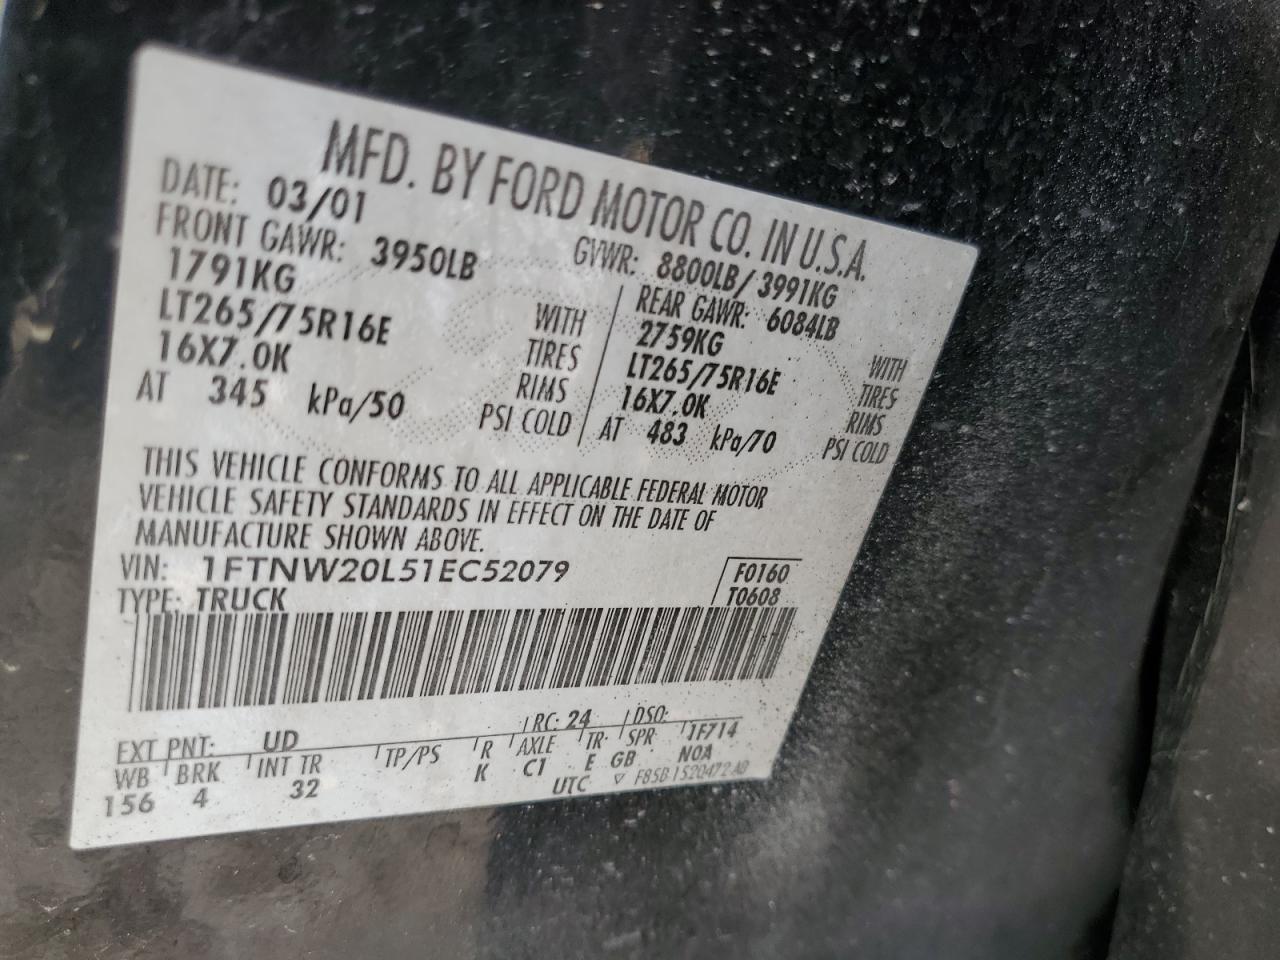 MFD. BY FORD MOTOR CO. IN U.S.A.
DATE: 03/01
GVWR: 8800LB/ 3991KG
FRONT GAWR: 3950LB
1791KG
LT265/75R16E
16X7.0K
AT 345 kPa/50
WITH
TIRES
RIMS
PSI COLD
REAR GAWR: 6084LB
2759KG
LT265/75R16E
16X7.0K
AT 483 kPa/70
WITH
TIRES
RIMS
PSI COLD
THIS VEHICLE CONFORMS TO ALL APPLICABLE FEDERAL MOTOR
VEHICLE SAFETY STANDARDS IN EFFECT ON THE DATE OF
MANUFACTURE SHOWN ABOVE.
VIN: 1FTNW20L51EC52079
F0160
TYPE: TRUCK
T0608
EXT PNT: UD RC: 24 DSO:
WB BRK INT TR TP/PS R AXLE TR SPR 1F714
156 4 32 K C1 E GB N0A
UTC ▽ F85B 1520472 AB